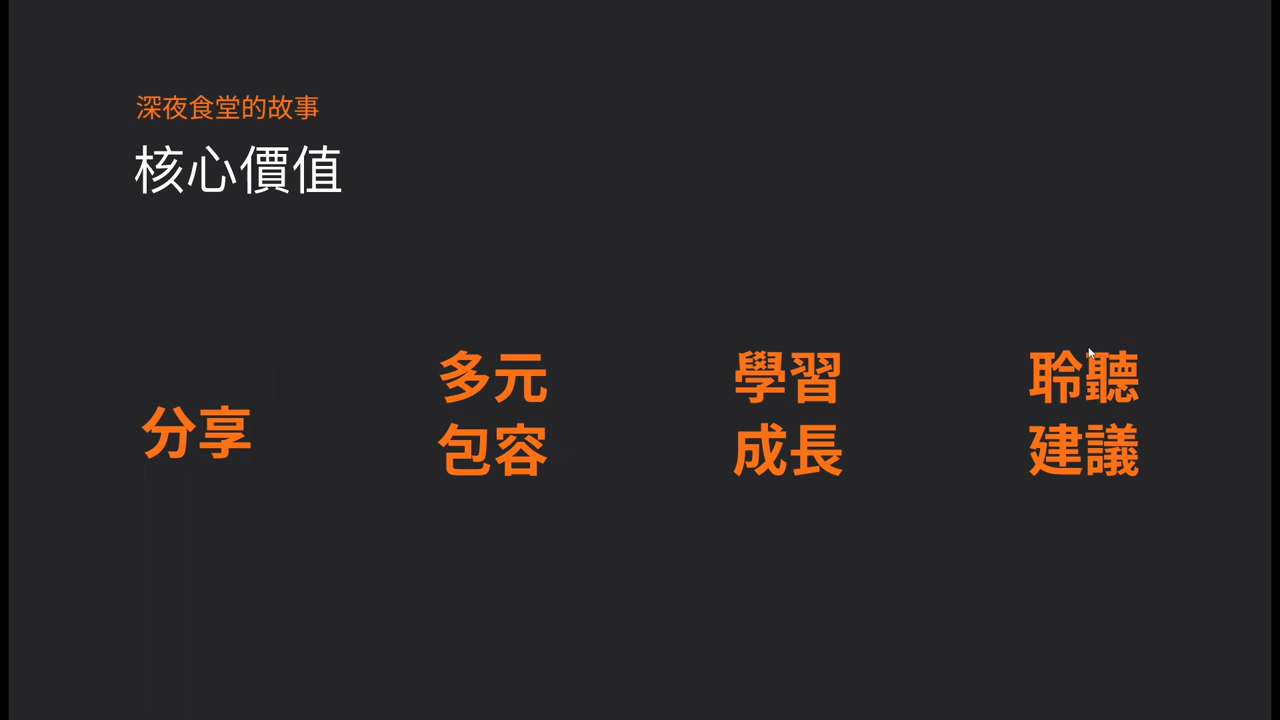 深夜食堂的故事
核心價值
分享
多元
包容
學習
成長
聆聽
建議